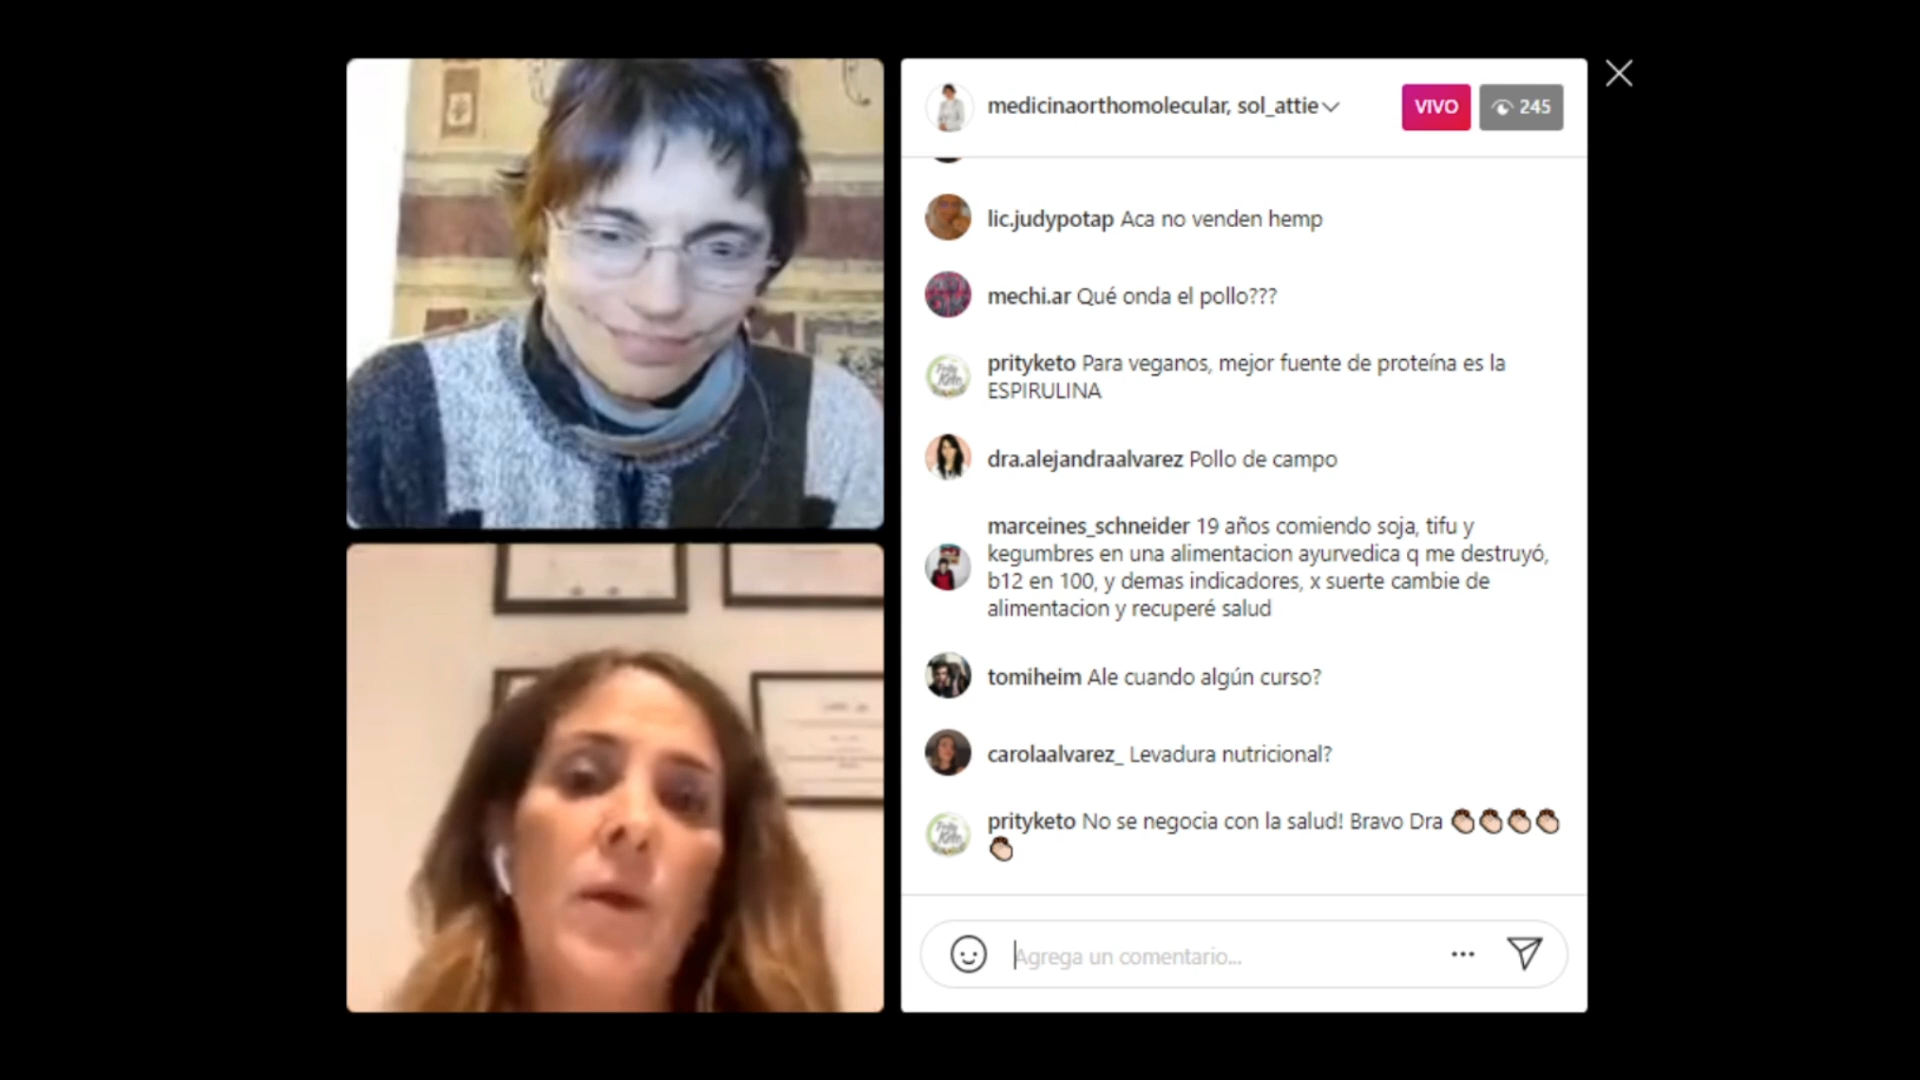 medicinaorthomolecular, sol_attie
VIVO
245
lic.judypotap Aca no venden hemp
mechi.ar Qué onda el pollo???
prityketo Para veganos, mejor fuente de proteína es la
ESPIRULINA
dra.alejandraalvarez Pollo de campo
marceines_schneider 19 años comiendo soja, tifu y
kegumbres en una alimentacion ayurvedica q me destruyó,
b12 en 100, y demas indicadores, x suerte cambie de
alimentacion y recuperé salud
tomiheim Ale cuando algún curso?
carolaalvarez_ Levadura nutricional?
prityketo No se negocia con la salud! Bravo Dra 👏🏻👏🏻👏🏻👏🏻
👏🏻
Agrega un comentario...